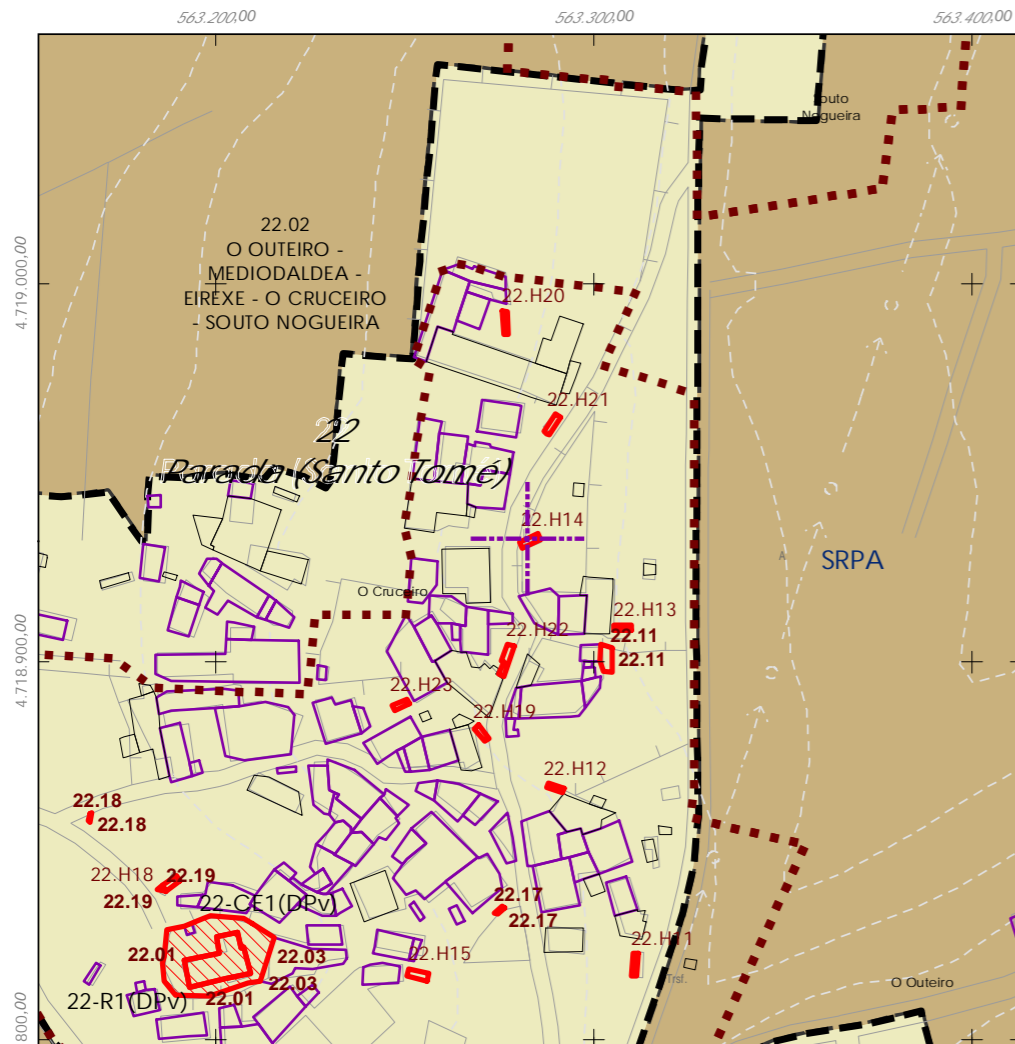 563.200,00
563.300,00
563.400,00
Souto
Nogueira
22.02
O OUTEIRO -
MEDIODALDEA -
EIREXE - O CRUCEIRO
- SOUTO NOGUEIRA
4.719.000,00
22.H20
22.H21
22
Parada (Santo Tomé)
22.H14
SRPA
A
O Cruceiro
22.H13
22.11
22.H22
22.11
4.718.900,00
22.H23
22.H19
22.H12
22.18
22.18
22.H18
22.19
22.19
22-CE1(DPv)
22.17
22.17
22.H11
22.01
22.03
22.H15
22.03
Trsf.
O Outeiro
22-R1(DPv)
22.01
800,00